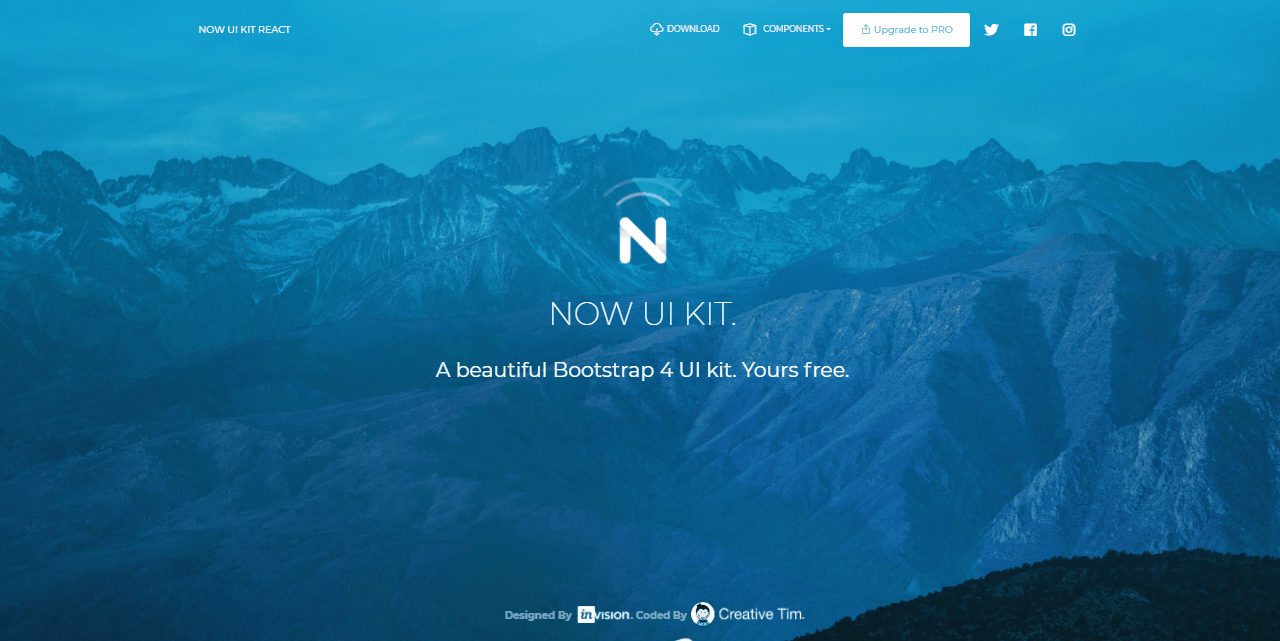 NOW UI KIT REACT
DOWNLOAD
COMPONENTS
Upgrade to PRO
N
NOW UI KIT.
A beautiful Bootstrap 4 UI kit. Yours free.
Designed By inVISION. Coded By Creative Tim.